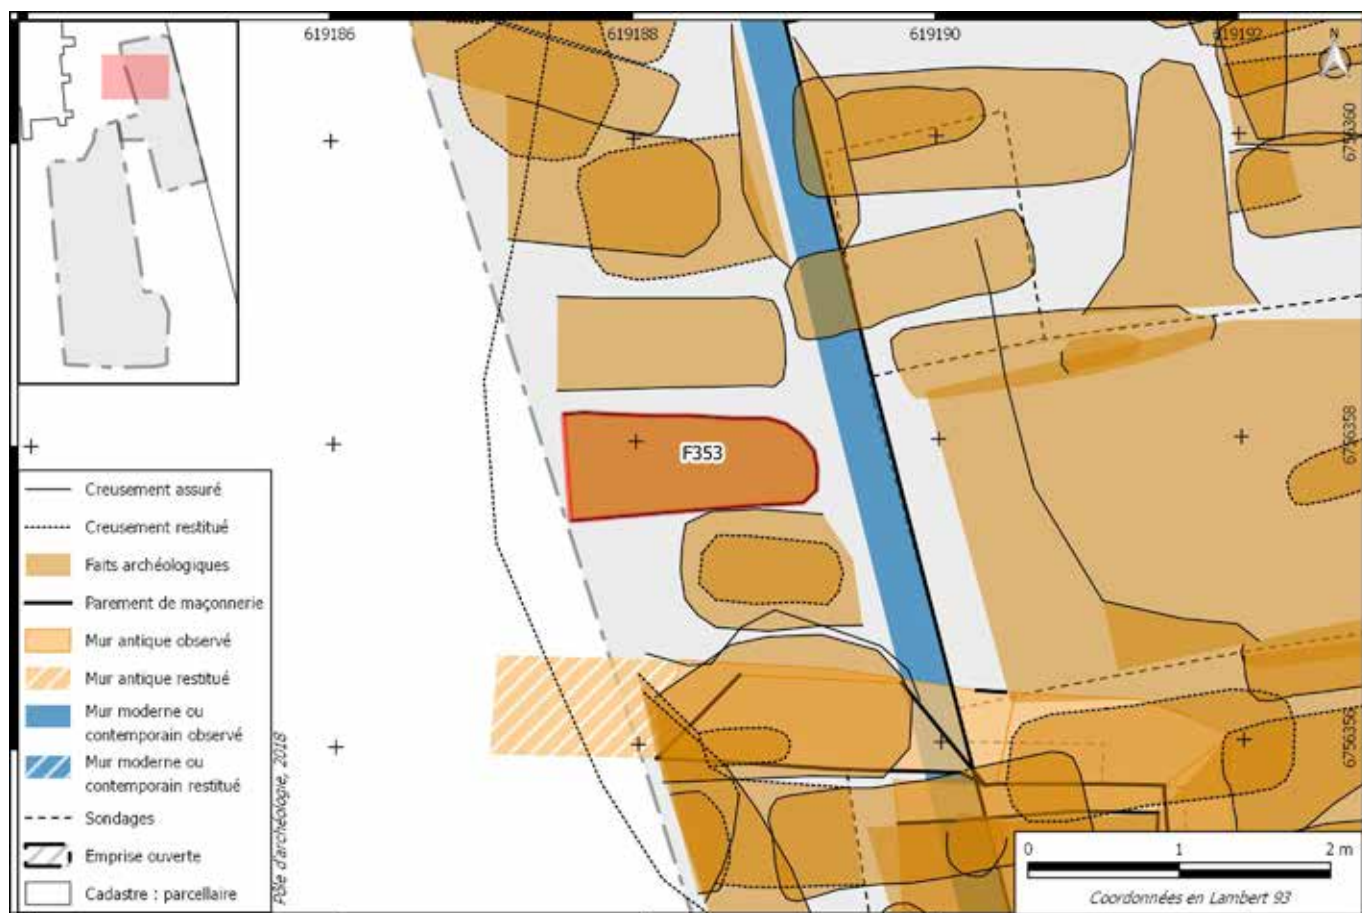 619186
619188
619190
619192
N
6756360
6756358
6756356
F353
Creusement assuré
Creusement restitué
Faits archéologiques
Parement de maçonnerie
Mur antique observé
Mur antique restitué
Mur moderne ou
contemporain observé
Mur moderne ou
contemporain restitué
Sondages
Emprise ouverte
Cadastre : parcellaire
Pôle d'archéologie, 2018
0 1 2 m
Coordonnées en Lambert 93